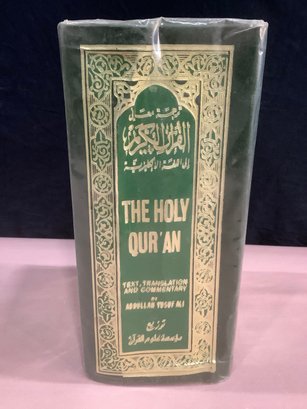 ترجمة معاني
القرآن الكريم
إلى اللغة الإنكليزية
THE HOLY
QUR'AN
TEXT, TRANSLATION
AND COMMENTARY
BY
ABDULLAH YUSUF ALI
توزيع
مؤسسة علوم القرآن